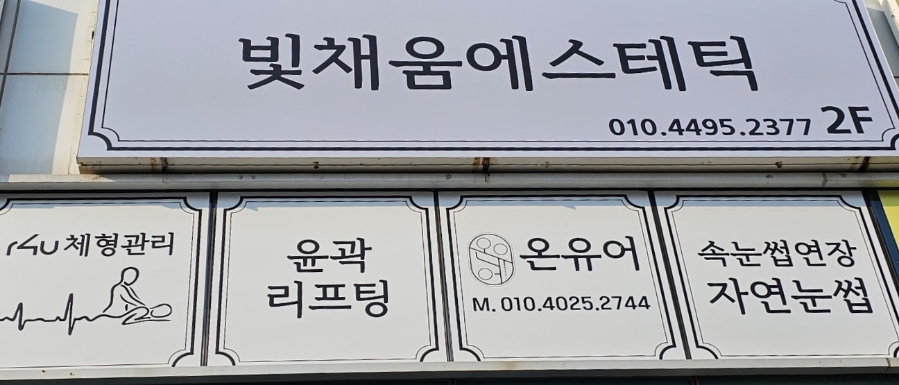 빛채움에스테틱
010.4495.2377 2F
r4u 체형관리
윤곽
리프팅
온유어
M. 010.4025.2744
속눈썹연장
자연눈썹